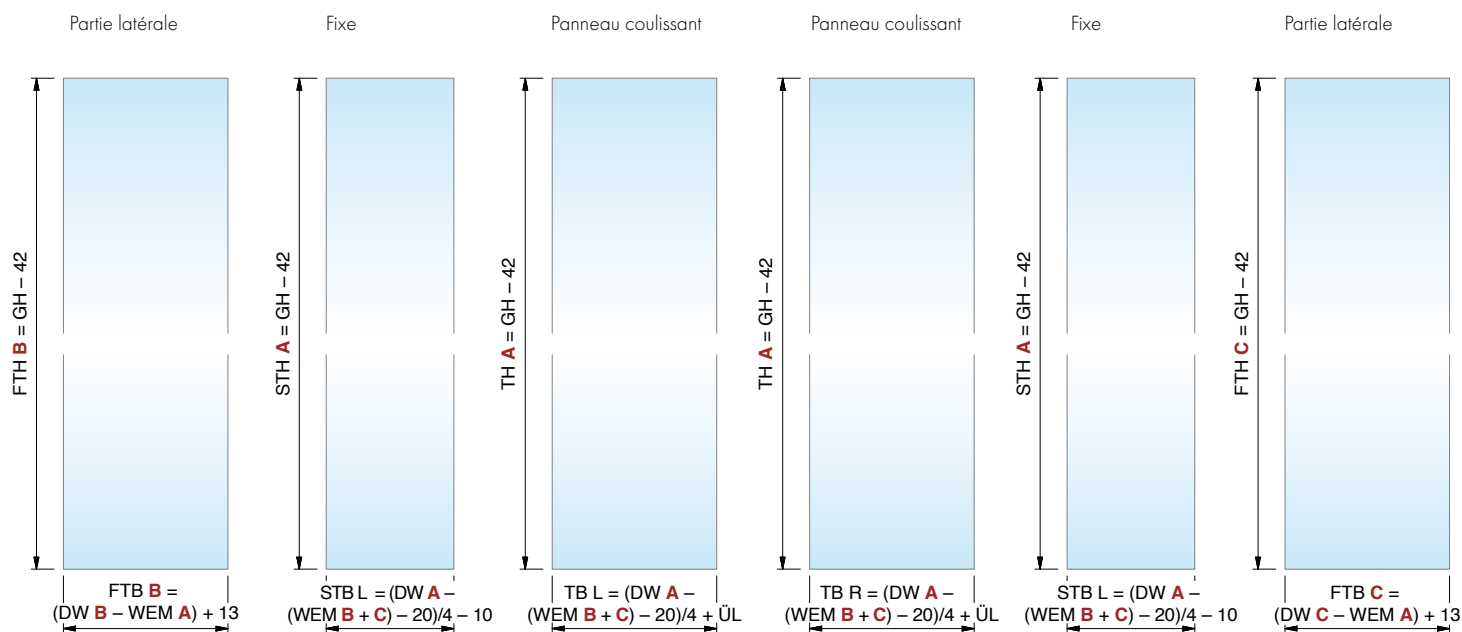 Partie latérale
Fixe
Panneau coulissant
Panneau coulissant
Fixe
Partie latérale
FTH B = GH – 42
STH A = GH – 42
TH A = GH – 42
TH A = GH – 42
STH A = GH – 42
FTH C = GH – 42
FTB B =
(DW B – WEM A) + 13
STB L = (DW A –
(WEM B + C) – 20)/4 – 10
TB L = (DW A –
(WEM B + C) – 20)/4 + ÜL
TB R = (DW A –
(WEM B + C) – 20)/4 + ÜL
STB L = (DW A –
(WEM B + C) – 20)/4 – 10
FTB C =
(DW C – WEM A) + 13